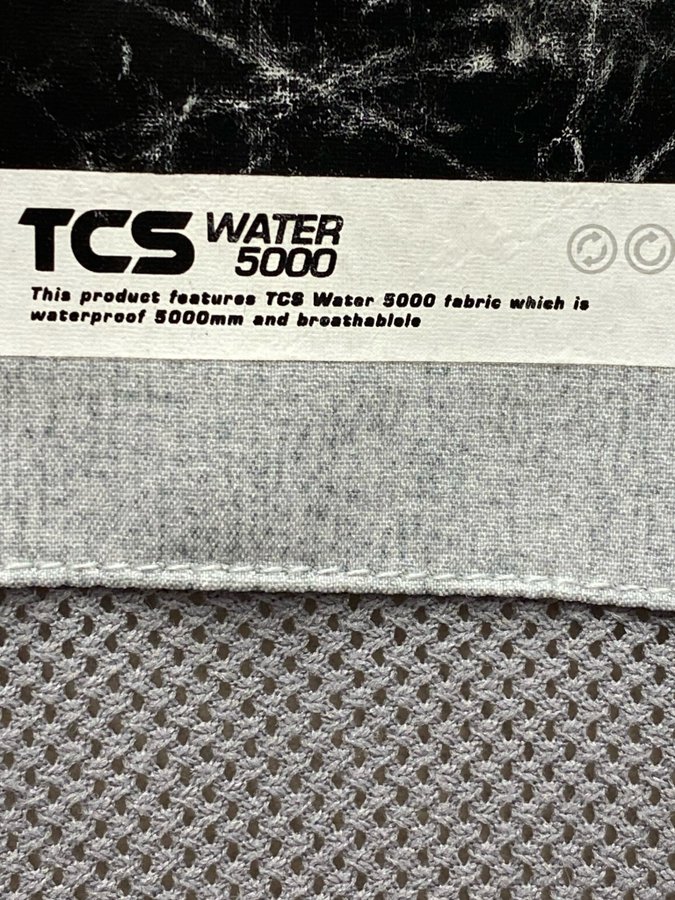 TCS WATER
5000
This product features TCS Water 5000 fabric which is
waterproof 5000mm and breathablele